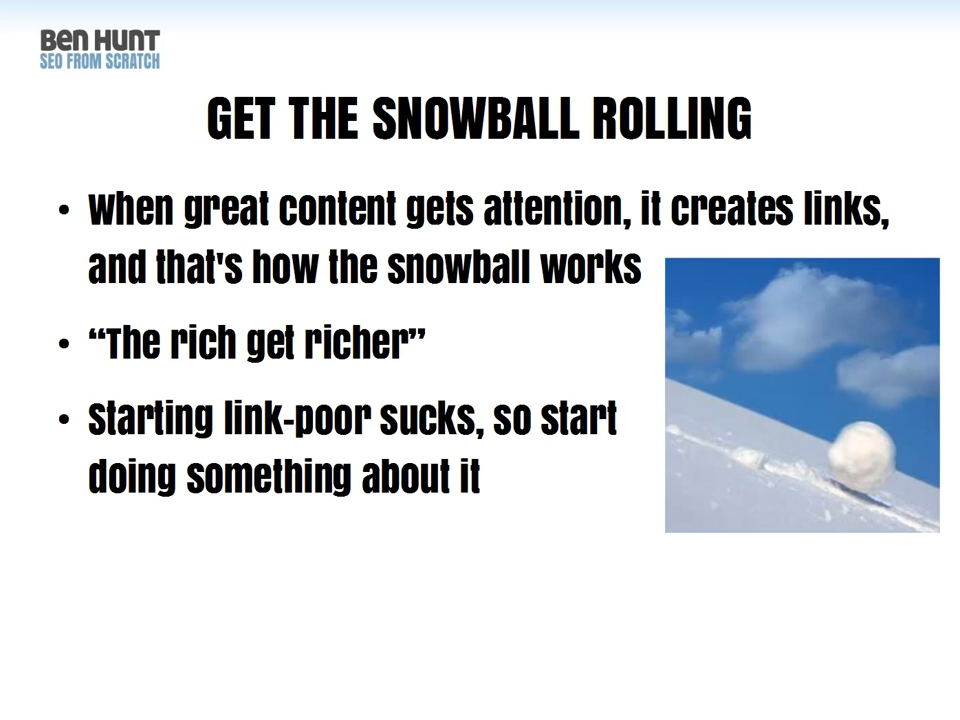 Ben Hunt
SEO FROM SCRATCH
GET THE SNOWBALL ROLLING
• When great content gets attention, it creates links,
and that's how the snowball works
• “The rich get richer”
• Starting link-poor sucks, so start
doing something about it